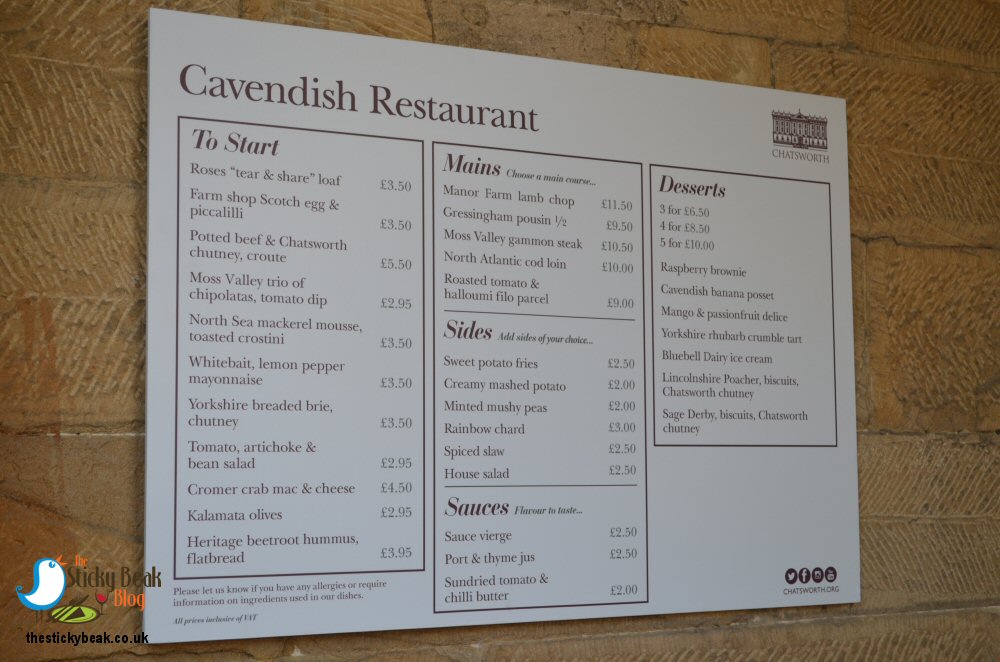 Cavendish Restaurant
CHATSWORTH
To Start
Roses “tear & share” loaf £3.50
Farm shop Scotch egg &
piccalilli £3.50
Potted beef & Chatsworth
chutney, croute £5.50
Moss Valley trio of
chipolatas, tomato dip £2.95
North Sea mackerel mousse,
toasted crostini £3.50
Whitebait, lemon pepper
mayonnaise £3.50
Yorkshire breaded brie,
chutney £3.50
Tomato, artichoke &
bean salad £2.95
Cromer crab mac & cheese £4.50
Kalamata olives £2.95
Heritage beetroot hummus,
flatbread £3.95
Please let us know if you have any allergies or require
information on ingredients used in our dishes.
All prices inclusive of VAT
Mains Choose a main course...
Manor Farm lamb chop £11.50
Gressingham pousin ½ £9.50
Moss Valley gammon steak £10.50
North Atlantic cod loin £10.00
Roasted tomato &
halloumi filo parcel £9.00
Sides Add sides of your choice...
Sweet potato fries £2.50
Creamy mashed potato £2.00
Minted mushy peas £2.00
Rainbow chard £3.00
Spiced slaw £2.50
House salad £2.50
Sauces Flavour to taste...
Sauce vierge £2.50
Port & thyme jus £2.50
Sundried tomato &
chilli butter £2.00
Desserts
3 for £6.50
4 for £8.50
5 for £10.00
Raspberry brownie
Cavendish banana posset
Mango & passionfruit delice
Yorkshire rhubarb crumble tart
Bluebell Dairy ice cream
Lincolnshire Poacher, biscuits,
Chatsworth chutney
Sage Derby, biscuits, Chatsworth
chutney
CHATSWORTH.ORG
The
Sticky Beak
Blog
thestickybeak.co.uk